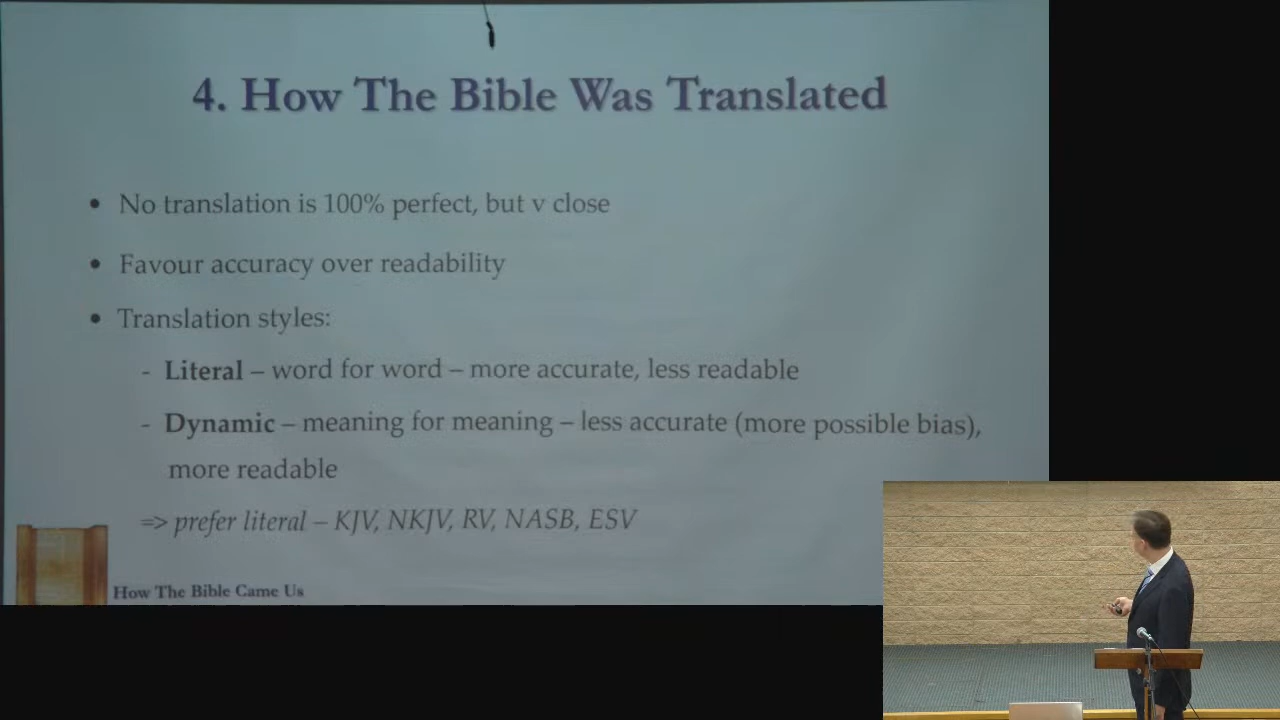 4. How The Bible Was Translated
• No translation is 100% perfect, but v close
• Favour accuracy over readability
• Translation styles:
- Literal – word for word – more accurate, less readable
- Dynamic – meaning for meaning – less accurate (more possible bias),
more readable
=> prefer literal – KJV, NKJV, RV, NASB, ESV
How The Bible Came Us